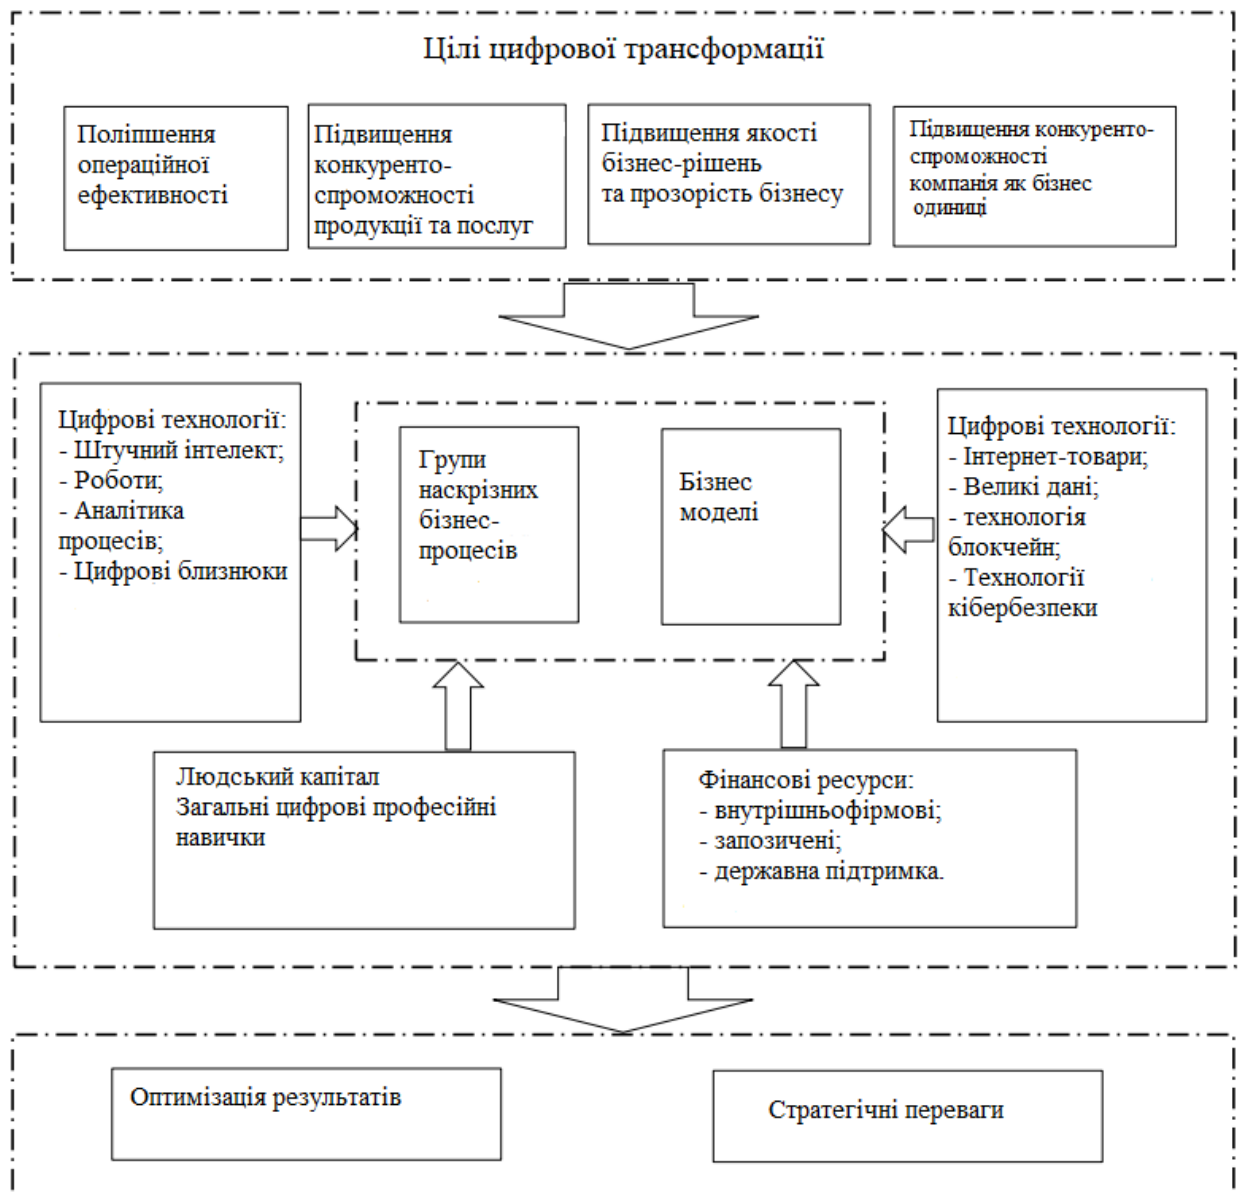 Цілі цифрової трансформації
Поліпшення
операційної
ефективності
Підвищення
конкуренто-
спроможності
продукції та послуг
Підвищення якості
бізнес-рішень
та прозорість бізнесу
Підвищення конкуренто-
спроможності
компанія як бізнес
одиниці
Цифрові технології:
- Штучний інтелект;
- Роботи;
- Аналітика
процесів;
- Цифрові близнюки
Групи
наскрізних
бізнес-
процесів
Бізнес
моделі
Цифрові технології:
- Інтернет-товари;
- Великі дані;
- технологія
блокчейн;
- Технології
кібербезпеки
Людський капітал
Загальні цифрові професійні
навички
Фінансові ресурси:
- внутрішньофірмові;
- запозичені;
- державна підтримка.
Оптимізація результатів
Стратегічні переваги